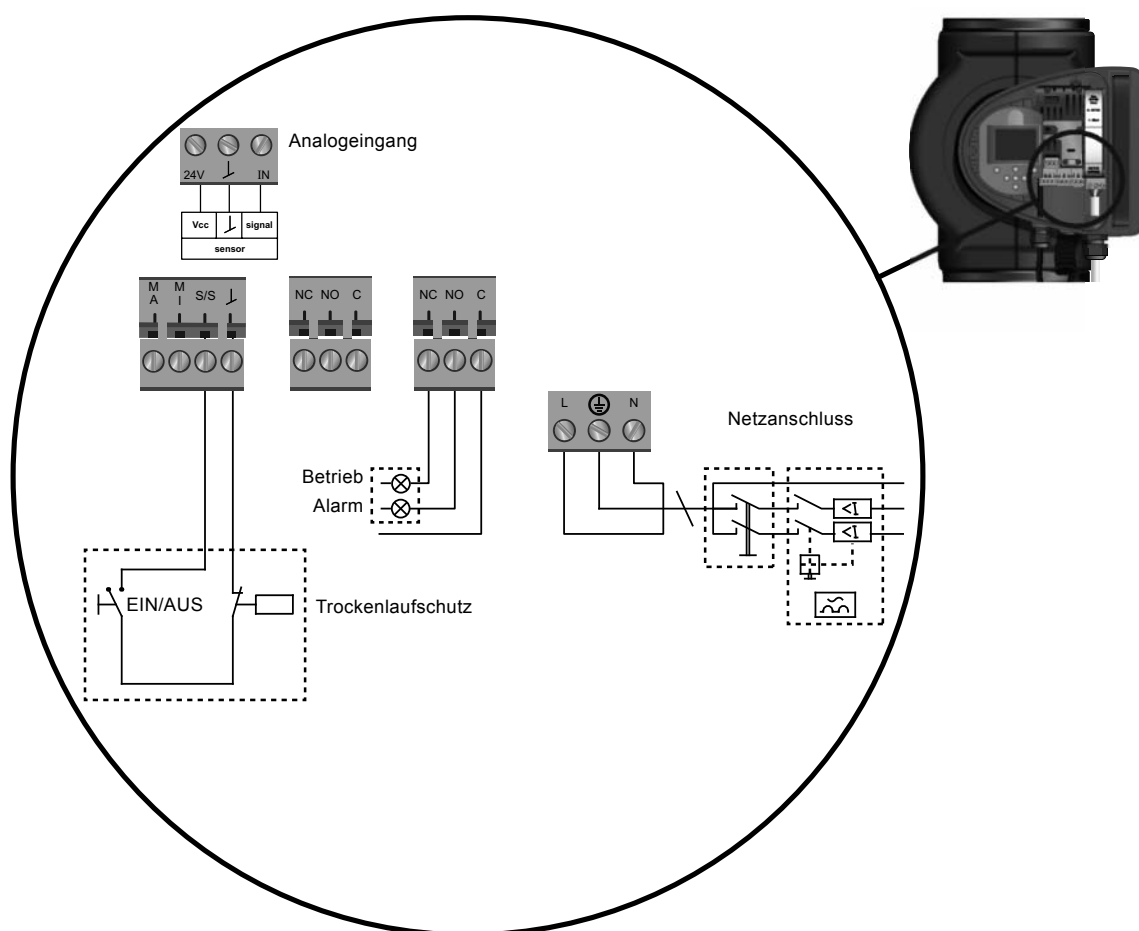 Analogeingang
24V IN
Vcc signal
sensor
M A M I S/S
NC NO C
NC NO C
L N
Netzanschluss
Betrieb
Alarm
EIN/AUS
Trockenlaufschutz
<I
<I